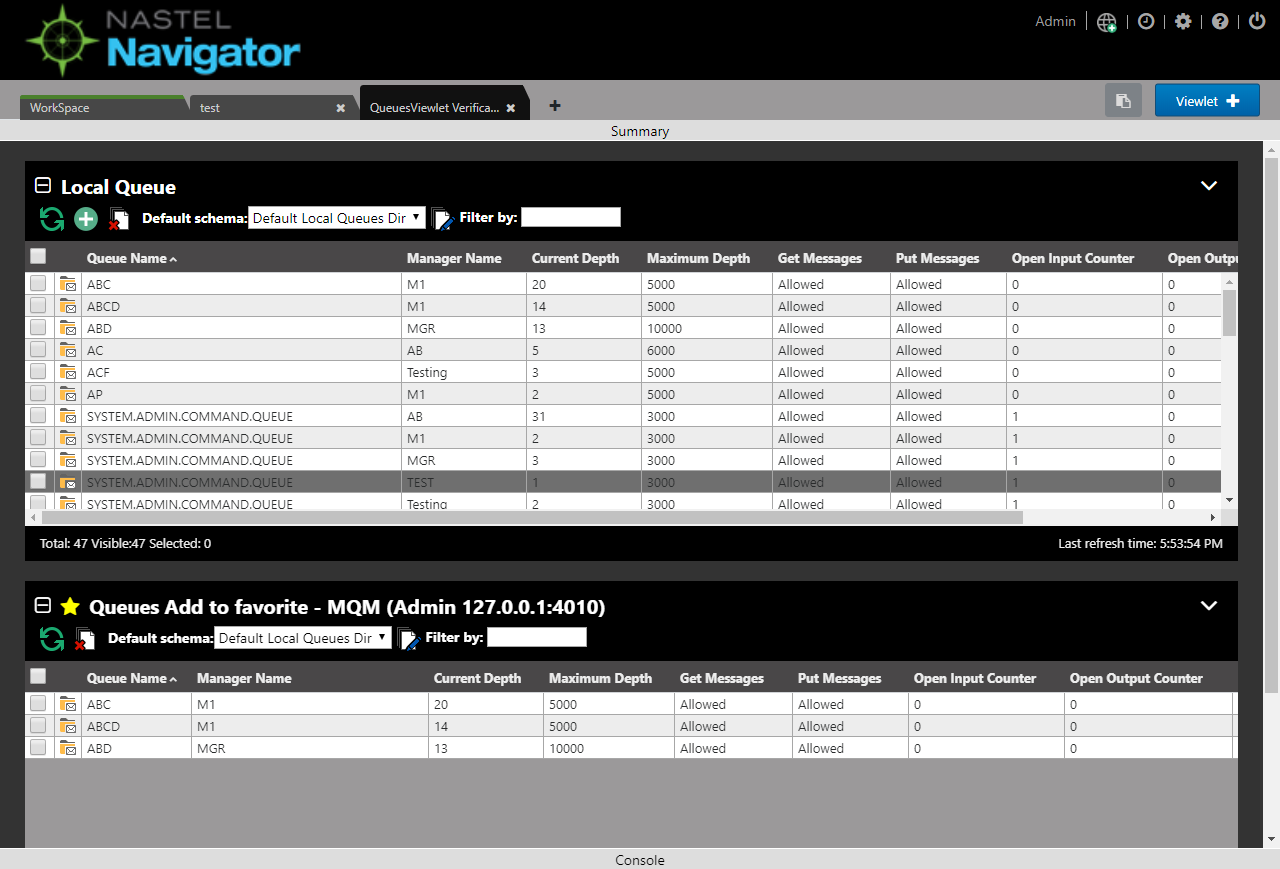 NASTEL
Navigator
Admin
WorkSpace test QueuesViewlet Verifica... Viewlet
Summary
Local Queue
Default schema: Default Local Queues Dir Filter by:
Queue Name Manager Name Current Depth Maximum Depth Get Messages Put Messages Open Input Counter Open Outpu
ABC M1 20 5000 Allowed Allowed 0 0
ABCD M1 14 5000 Allowed Allowed 0 0
ABD MGR 13 10000 Allowed Allowed 0 0
AC AB 5 6000 Allowed Allowed 0 0
ACF Testing 3 5000 Allowed Allowed 0 0
AP M1 2 5000 Allowed Allowed 0 0
SYSTEM.ADMIN.COMMAND.QUEUE AB 31 3000 Allowed Allowed 1 0
SYSTEM.ADMIN.COMMAND.QUEUE M1 2 3000 Allowed Allowed 1 0
SYSTEM.ADMIN.COMMAND.QUEUE MGR 3 3000 Allowed Allowed 1 0
SYSTEM.ADMIN.COMMAND.QUEUE TEST 1 3000 Allowed Allowed 1 0
SYSTEM.ADMIN.COMMAND.QUEUE Testing 2 3000 Allowed Allowed 1 0
Total: 47 Visible:47 Selected: 0 Last refresh time: 5:53:54 PM
Queues Add to favorite - MQM (Admin 127.0.0.1:4010)
Default schema: Default Local Queues Dir Filter by:
Queue Name Manager Name Current Depth Maximum Depth Get Messages Put Messages Open Input Counter Open Output Counter
ABC M1 20 5000 Allowed Allowed 0 0
ABCD M1 14 5000 Allowed Allowed 0 0
ABD MGR 13 10000 Allowed Allowed 0 0
Console